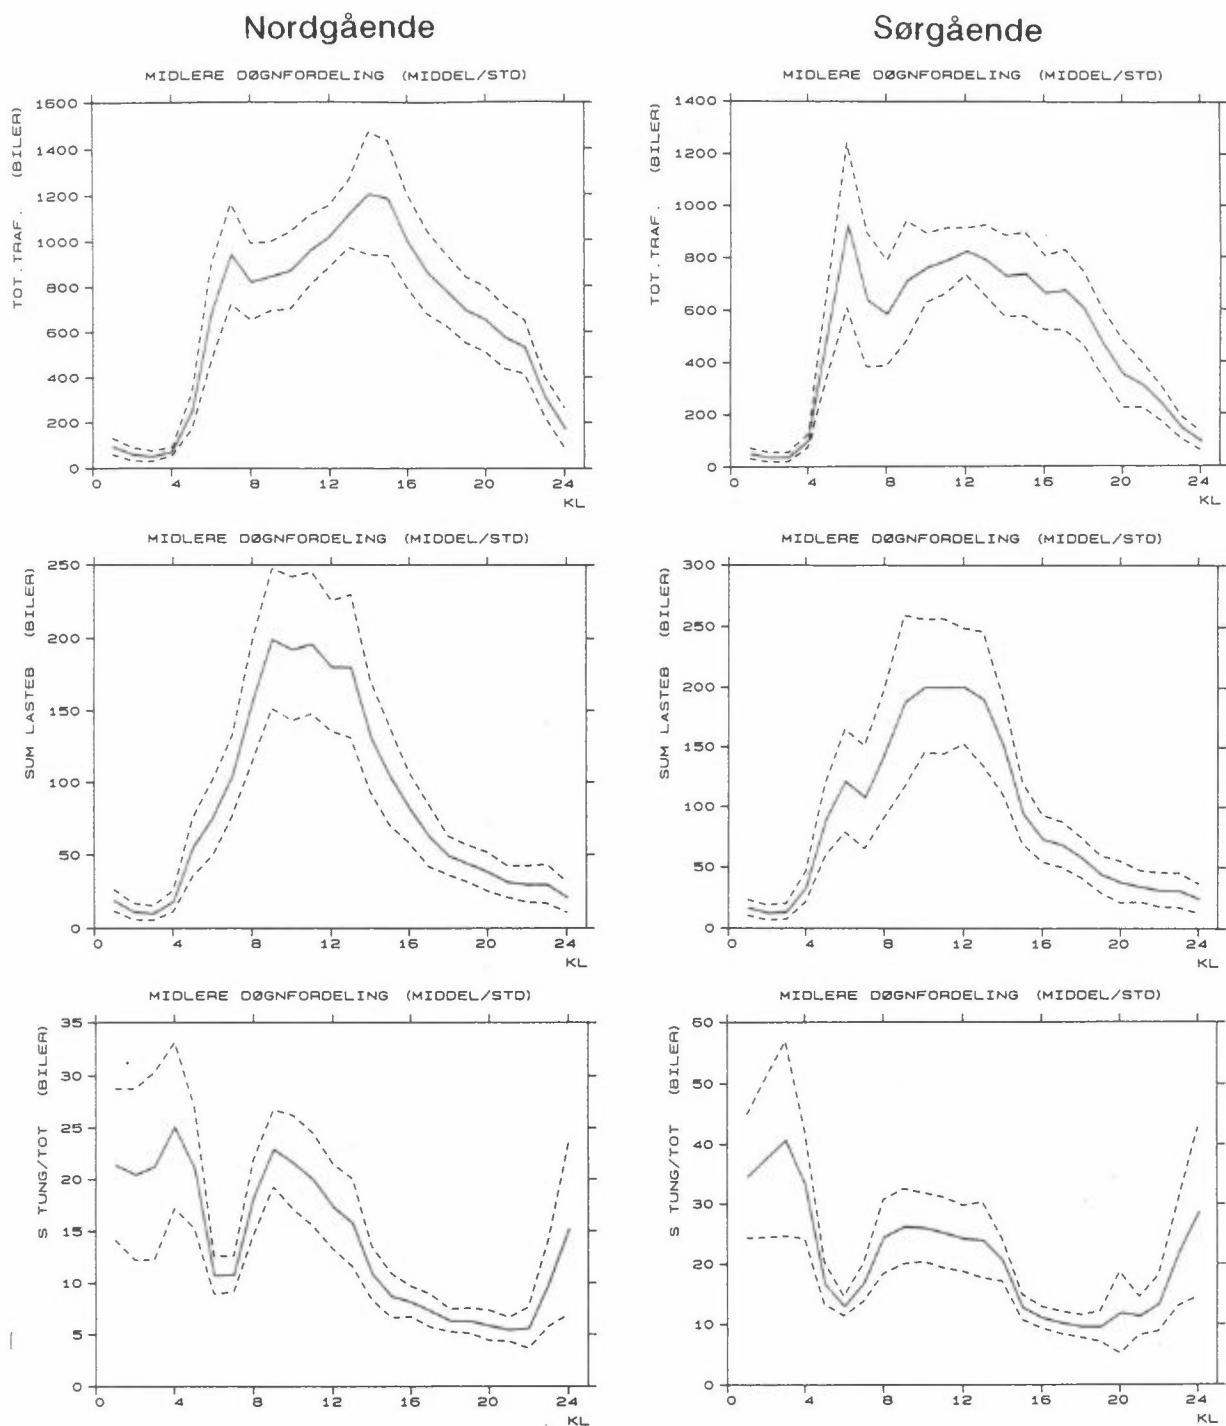 Nordgående
Sørgående
MIDLERE DØGNFORDELING (MIDDEL/STD)
TOT.TRAF. (BILER)
1600
1400
1200
1000
800
600
400
200
0
0 4 8 12 16 20 24
KL
MIDLERE DØGNFORDELING (MIDDEL/STD)
TOT.TRAF. (BILER)
1400
1200
1000
800
600
400
200
0
0 4 8 12 16 20 24
KL
MIDLERE DØGNFORDELING (MIDDEL/STD)
SUM LASTEB (BILER)
250
200
150
100
50
0
0 4 8 12 16 20 24
KL
MIDLERE DØGNFORDELING (MIDDEL/STD)
SUM LASTEB (BILER)
300
250
200
150
100
50
0
0 4 8 12 16 20 24
KL
MIDLERE DØGNFORDELING (MIDDEL/STD)
S TUNG/TOT (BILER)
35
30
25
20
15
10
5
0
0 4 8 12 16 20 24
KL
MIDLERE DØGNFORDELING (MIDDEL/STD)
S TUNG/TOT (BILER)
60
50
40
30
20
10
0
0 4 8 12 16 20 24
KL